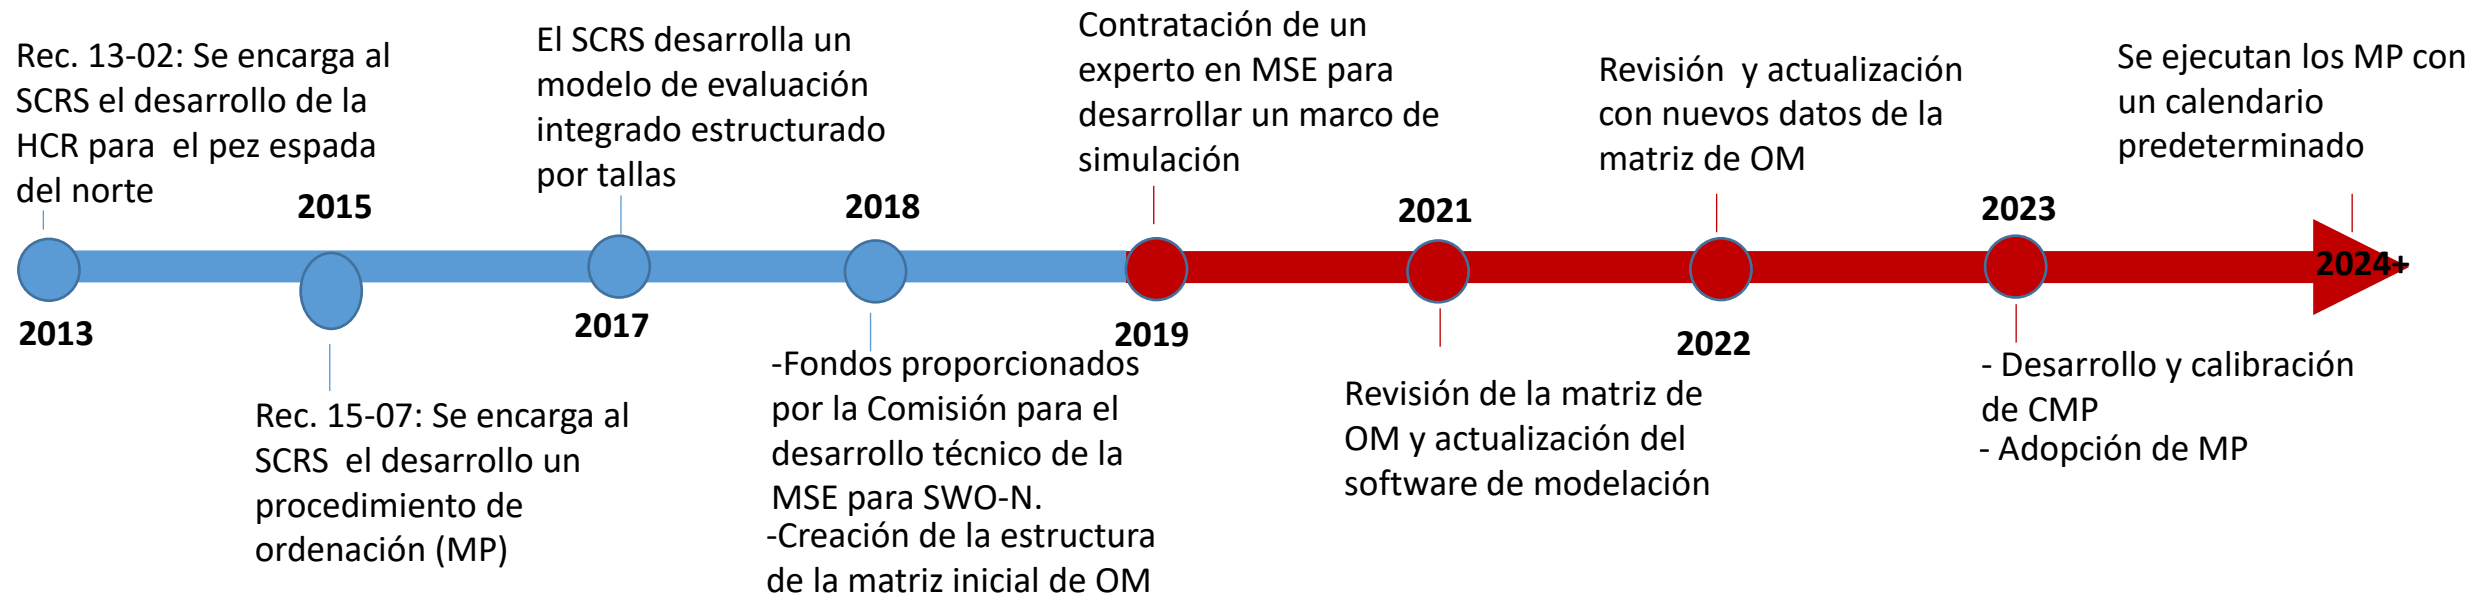 Rec. 13-02: Se encarga al
SCRS el desarrollo de la
HCR para  el pez espada
del norte
2013
2015
Rec. 15-07: Se encarga al
SCRS  el desarrollo un
procedimiento de
ordenación (MP)
El SCRS desarrolla un
modelo de evaluación
integrado estructurado
por tallas
2017
2018
-Fondos proporcionados
por la Comisión para el
desarrollo técnico de la
MSE para SWO-N.
-Creación de la estructura
de la matriz inicial de OM
Contratación de un
experto en MSE para
desarrollar un marco de
simulación
2019
2021
Revisión de la matriz de
OM y actualización del
software de modelación
Revisión  y actualización
con nuevos datos de la
matriz de OM
2022
2023
- Desarrollo y calibración
de CMP
- Adopción de MP
Se ejecutan los MP con
un calendario
predeterminado
2024+